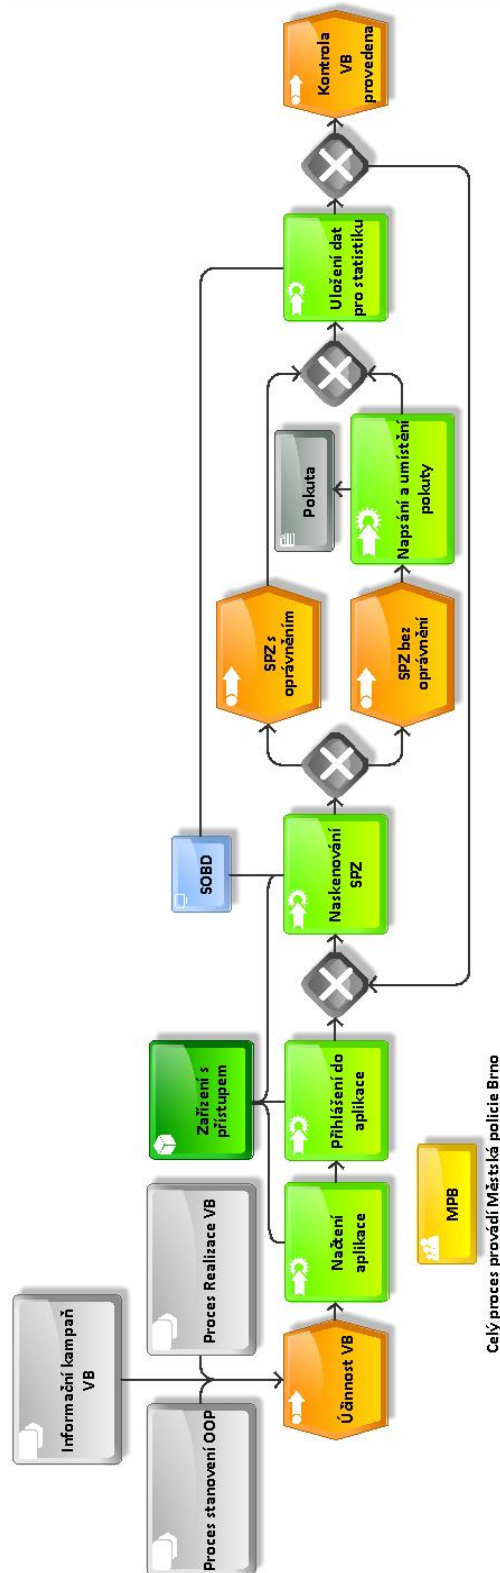 Informační kampaň
VB
Proces stanovení OOP
Proces Realizace VB
Účinnost VB
Načtení
aplikace
Přihlášení do
aplikace
Zařízení s
přístupem
SOBD
Naskenování
SPZ
SPZ s
oprávněním
SPZ bez
oprávnění
Pokuta
Napsání a umístění
pokuty
Uložení dat
pro statistiku
Kontrola
VB
provedena
MPB
Celý proces provádí Městská policie Brno